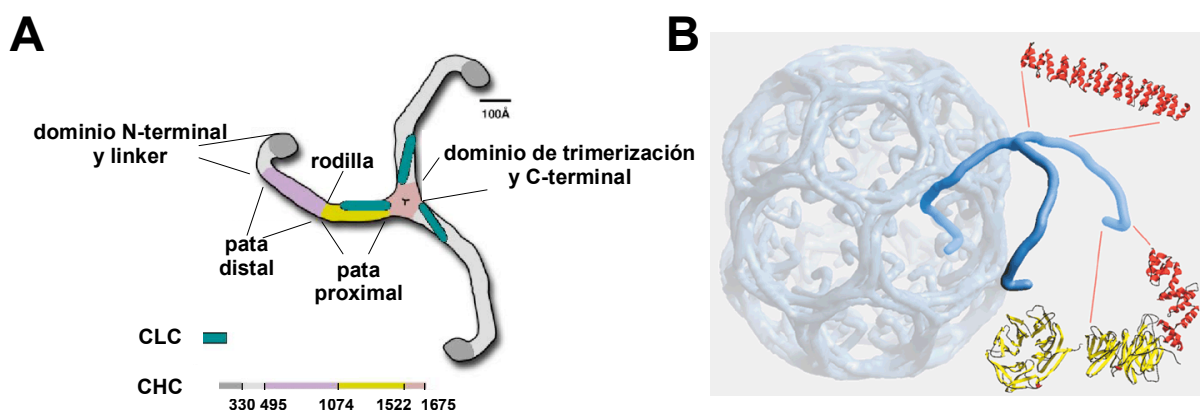 A
dominio N-terminal
y linker
rodilla
100Å
dominio de trimerización
y C-terminal
pata
distal
pata
proximal
CLC
CHC
330 495 1074 1522 1675
B